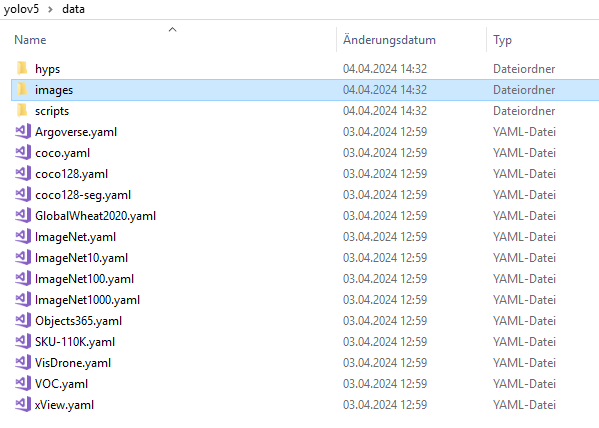 yolov5 > data
Name Änderungsdatum Typ
hyps 04.04.2024 14:32 Dateiordner
images 04.04.2024 14:32 Dateiordner
scripts 04.04.2024 14:32 Dateiordner
Argoverse.yaml 03.04.2024 12:59 YAML-Datei
coco.yaml 03.04.2024 12:59 YAML-Datei
coco128.yaml 03.04.2024 12:59 YAML-Datei
coco128-seg.yaml 03.04.2024 12:59 YAML-Datei
GlobalWheat2020.yaml 03.04.2024 12:59 YAML-Datei
ImageNet.yaml 03.04.2024 12:59 YAML-Datei
ImageNet10.yaml 03.04.2024 12:59 YAML-Datei
ImageNet100.yaml 03.04.2024 12:59 YAML-Datei
ImageNet1000.yaml 03.04.2024 12:59 YAML-Datei
Objects365.yaml 03.04.2024 12:59 YAML-Datei
SKU-110K.yaml 03.04.2024 12:59 YAML-Datei
VisDrone.yaml 03.04.2024 12:59 YAML-Datei
VOC.yaml 03.04.2024 12:59 YAML-Datei
xView.yaml 03.04.2024 12:59 YAML-Datei